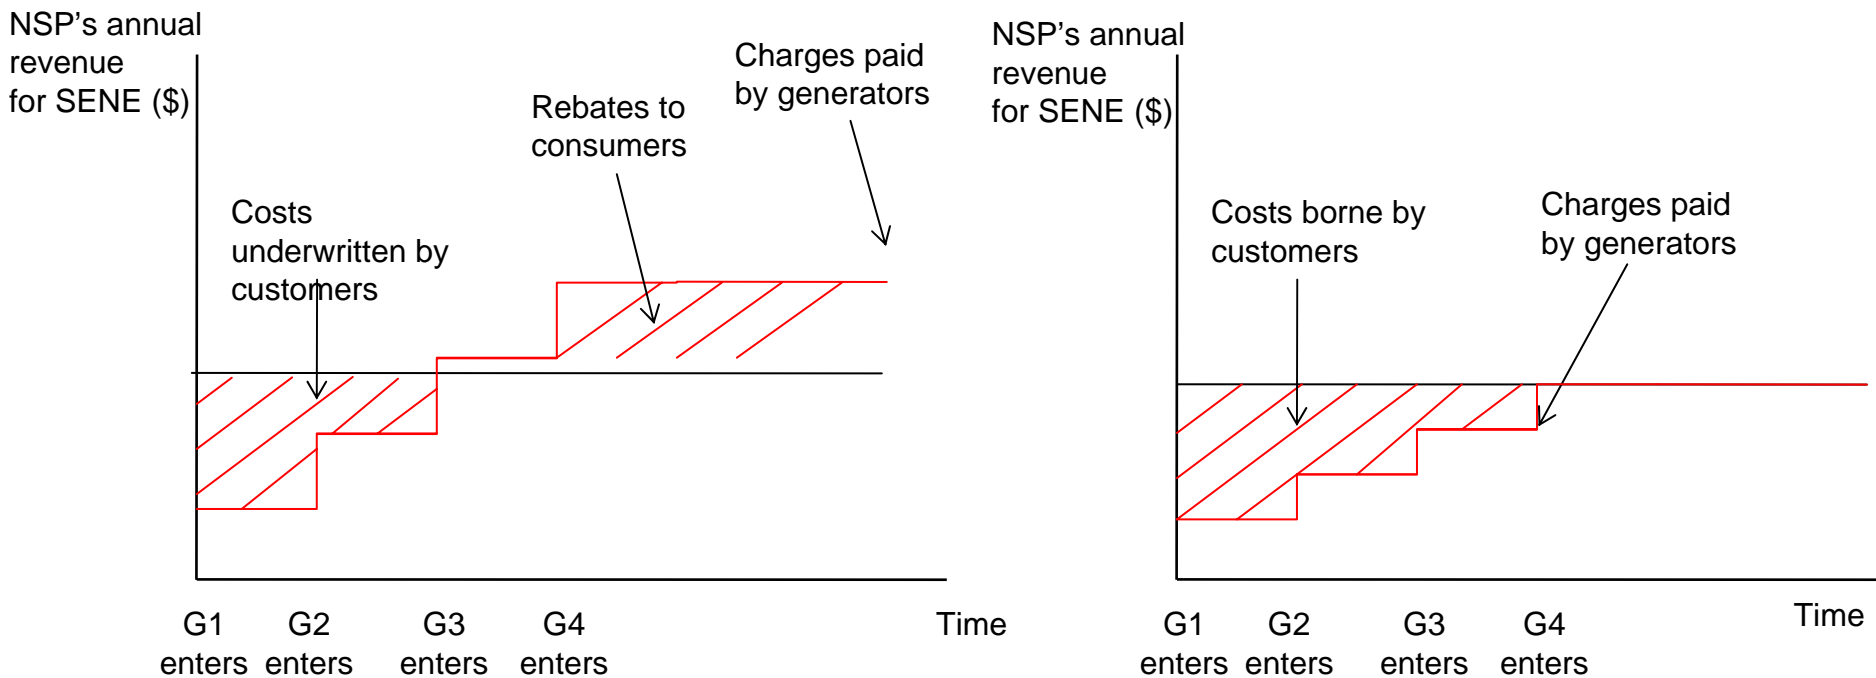 NSP's annual
revenue
for SENE ($)
Charges paid
by generators
Rebates to
consumers
Costs
underwritten by
customers
G1
enters
G2
enters
G3
enters
G4
enters
Time
NSP's annual
revenue
for SENE ($)
Costs borne by
customers
Charges paid
by generators
G1
enters
G2
enters
G3
enters
G4
enters
Time